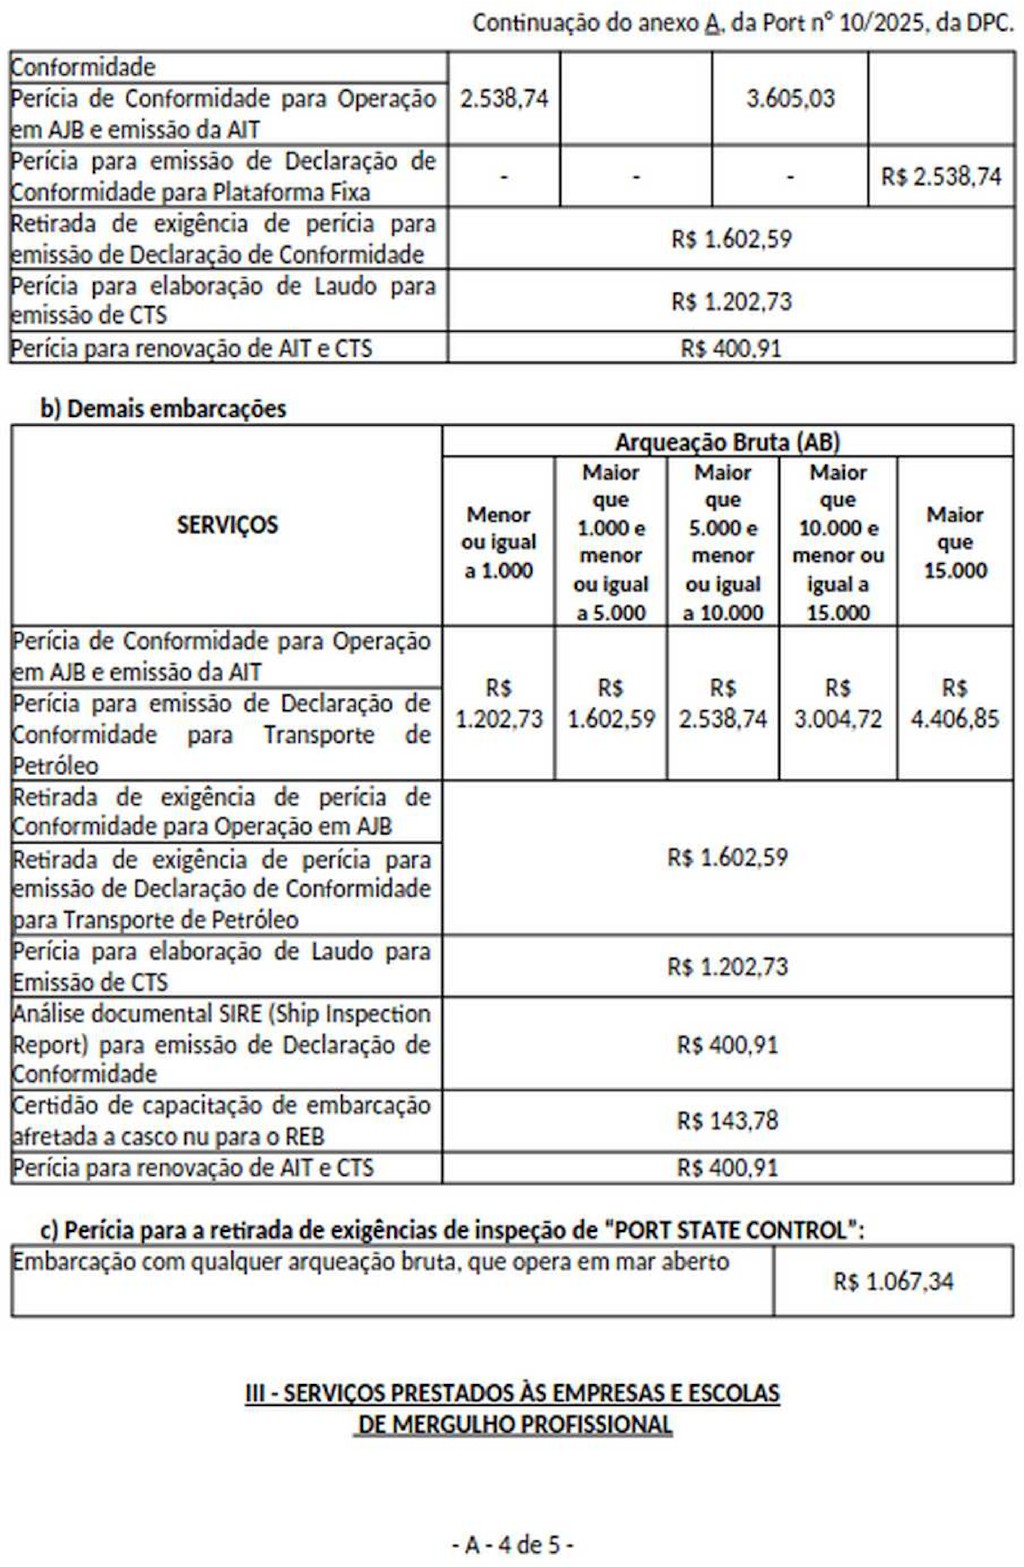 Continuação do anexo A, da Port n° 10/2025, da DPC.
Conformidade
Perícia de Conformidade para Operação
em AJB e emissão da AIT
2.538,74
3.605,03
Perícia para emissão de Declaração de
Conformidade para Plataforma Fixa
-
-
-
R$ 2.538,74
Retirada de exigência de perícia para
emissão de Declaração de Conformidade
R$ 1.602,59
Perícia para elaboração de Laudo para
emissão de CTS
R$ 1.202,73
Perícia para renovação de AIT e CTS
R$ 400,91
b) Demais embarcações
SERVIÇOS
Arqueação Bruta (AB)
Menor
ou igual
a 1.000
Maior
que
1.000 e
menor
ou igual
a 5.000
Maior
que
5.000 e
menor
ou igual
a 10.000
Maior
que
10.000 e
menor ou
igual a
15.000
Maior
que
15.000
Perícia de Conformidade para Operação
em AJB e emissão da AIT
Perícia para emissão de Declaração de
Conformidade para Transporte de
Petróleo
R$
1.202,73
R$
1.602,59
R$
2.538,74
R$
3.004,72
R$
4.406,85
Retirada de exigência de perícia de
Conformidade para Operação em AJB
Retirada de exigência de perícia para
emissão de Declaração de Conformidade
para Transporte de Petróleo
R$ 1.602,59
Perícia para elaboração de Laudo para
Emissão de CTS
R$ 1.202,73
Análise documental SIRE (Ship Inspection
Report) para emissão de Declaração de
Conformidade
R$ 400,91
Certidão de capacitação de embarcação
afretada a casco nu para o REB
R$ 143,78
Perícia para renovação de AIT e CTS
R$ 400,91
c) Perícia para a retirada de exigências de inspeção de “PORT STATE CONTROL”:
Embarcação com qualquer arqueação bruta, que opera em mar aberto
R$ 1.067,34
III - SERVIÇOS PRESTADOS ÀS EMPRESAS E ESCOLAS
DE MERGULHO PROFISSIONAL
- A - 4 de 5 -